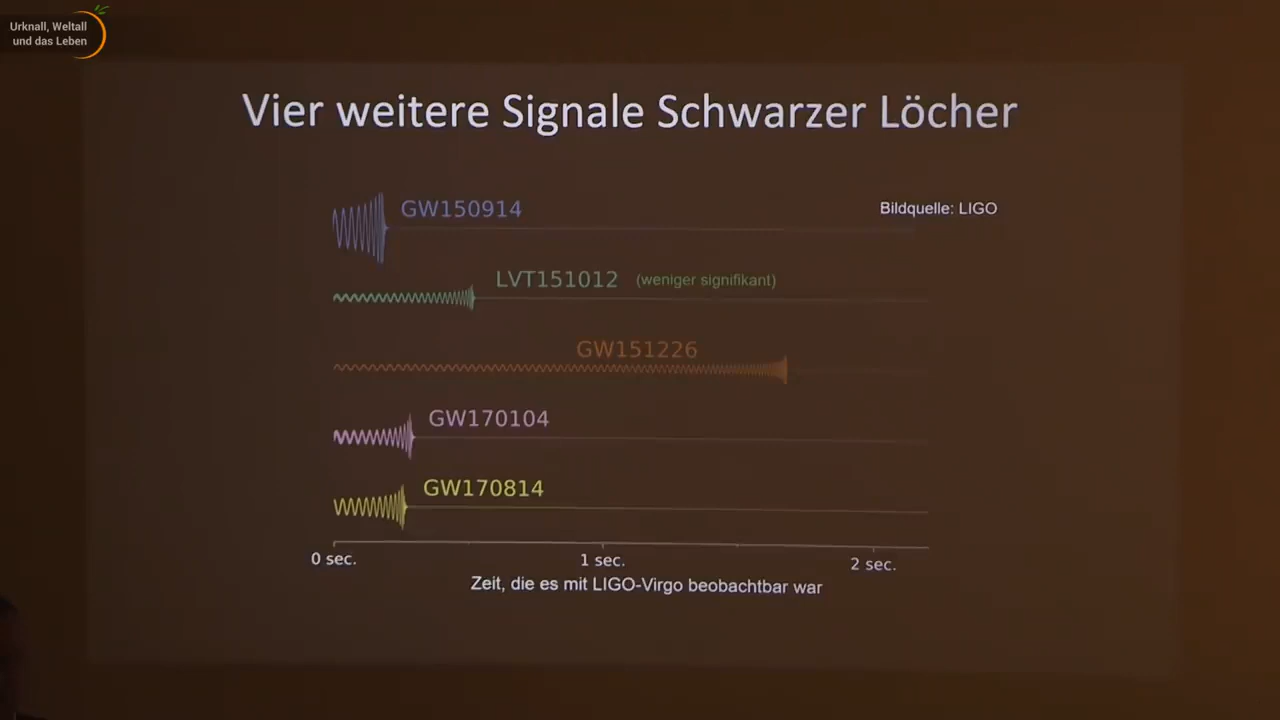 Urknall, Weltall
und das Leben
Vier weitere Signale Schwarzer Löcher
GW150914
Bildquelle: LIGO
LVT151012 (weniger signifikant)
GW151226
GW170104
GW170814
0 sec. 1 sec. 2 sec.
Zeit, die es mit LIGO-Virgo beobachtbar war